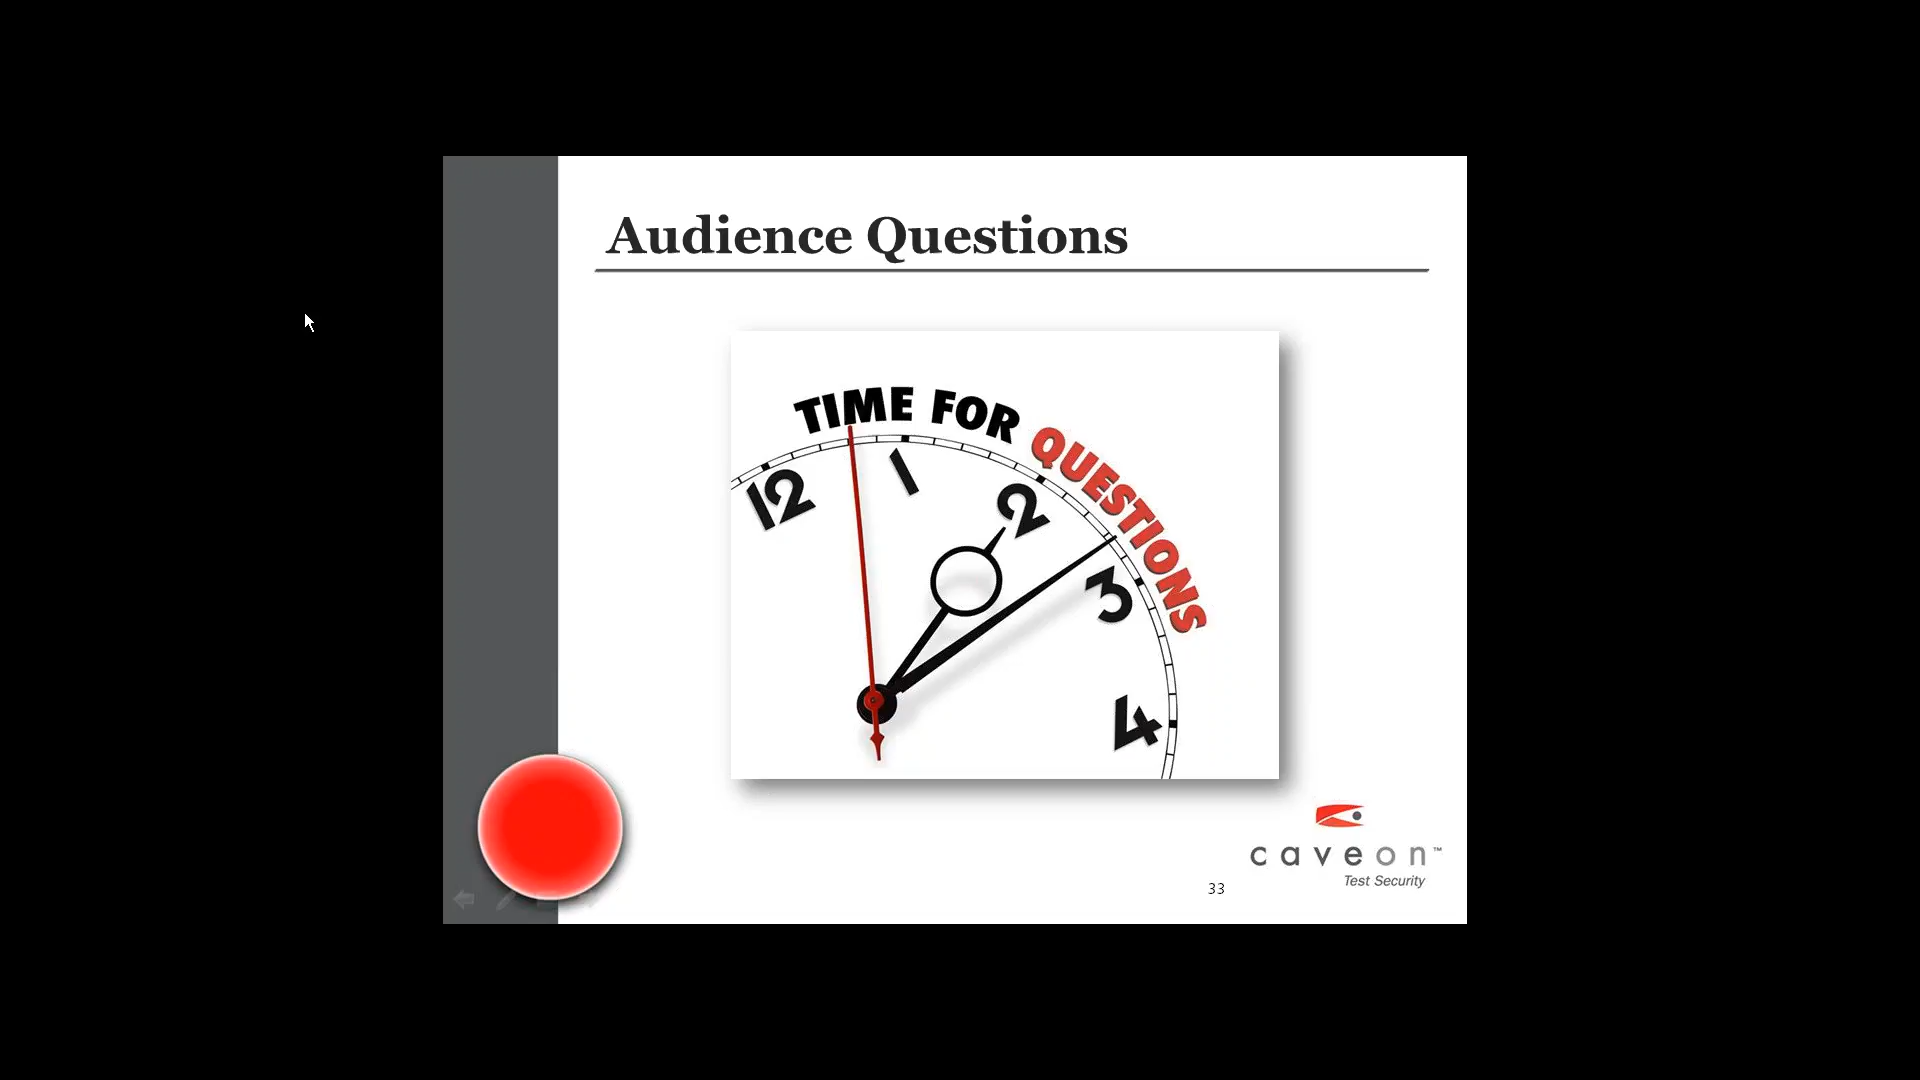 Audience Questions
TIME FOR QUESTIONS
12
1
2
3
4
caveon™
Test Security
33